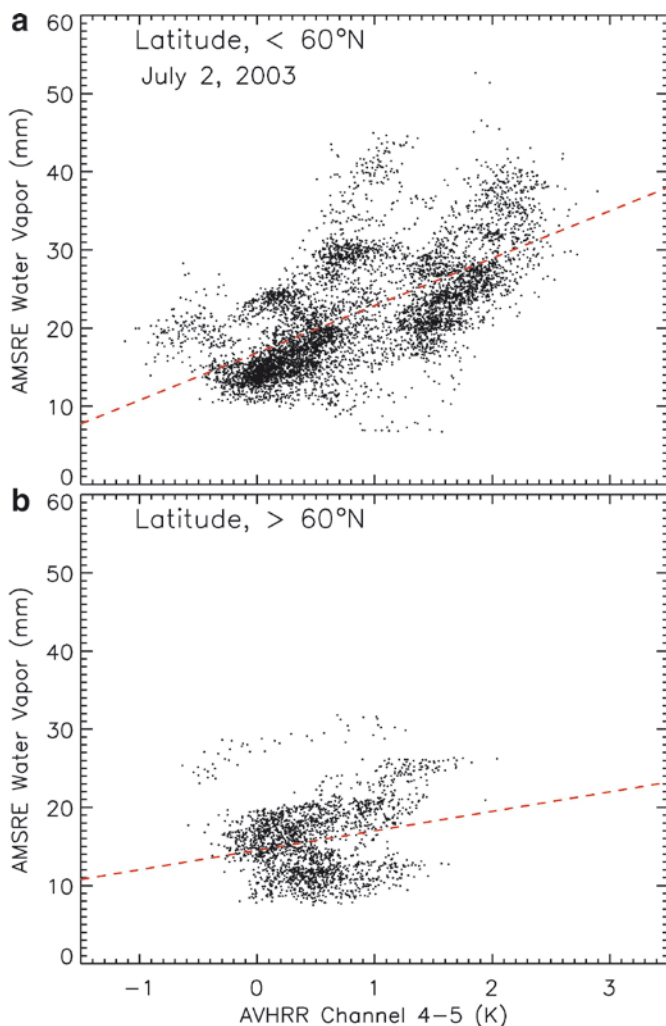 a
Latitude, < 60°N
July 2, 2003
AMSRE Water Vapor (mm)
60
50
40
30
20
10
0
b
Latitude, > 60°N
AMSRE Water Vapor (mm)
60
50
40
30
20
10
0
−1 0 1 2 3
AVHRR Channel 4−5 (K)